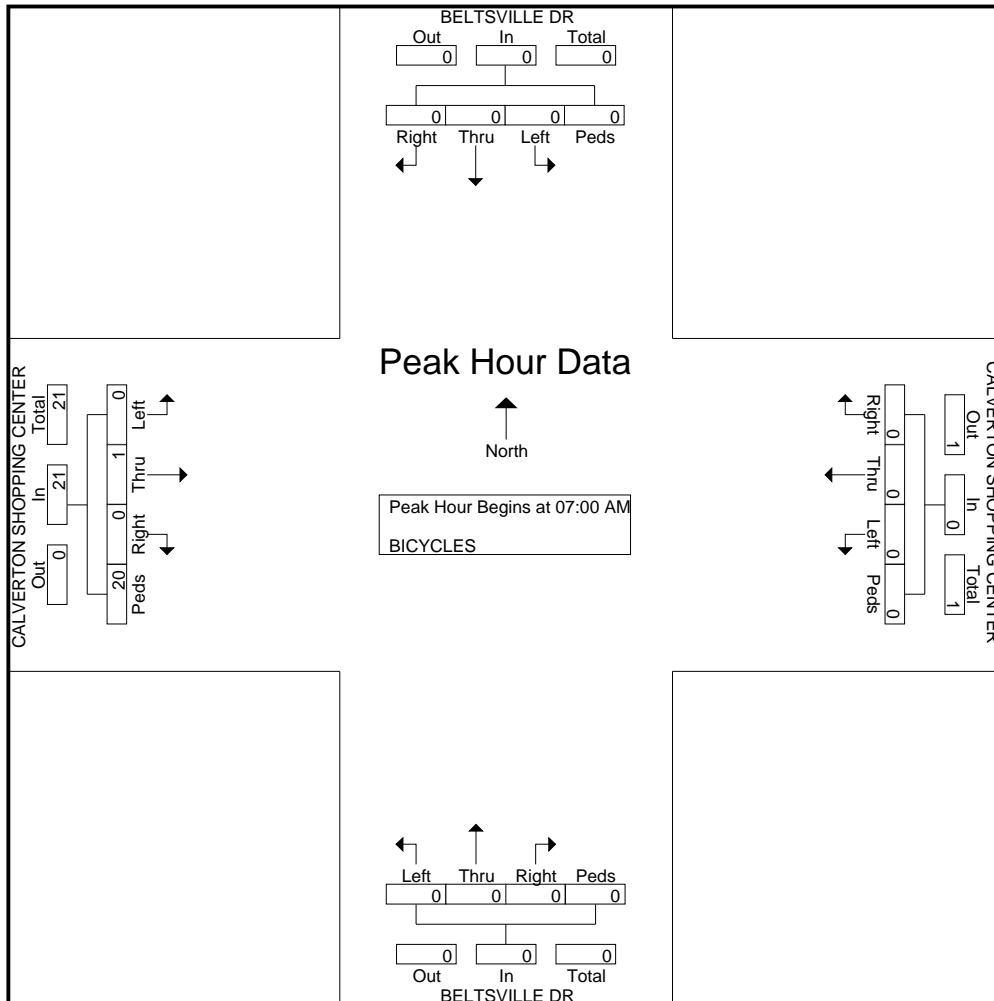 BELTSVILLE DR
Out In Total
0 0 0
0 0 0 0
Right Thru Left Peds
Peak Hour Data
North
Peak Hour Begins at 07:00 AM
BICYCLES
CALVERTON SHOPPING CENTER
Out In Total
0 21 21
0 1 0 20
Left Thru Right Peds
CALVERTON SHOPPING CENTER
Out In Total
1 0 1
0 0 0 0
Right Thru Left Peds
Left Thru Right Peds
0 0 0 0
0 0 0
Out In Total
BELTSVILLE DR